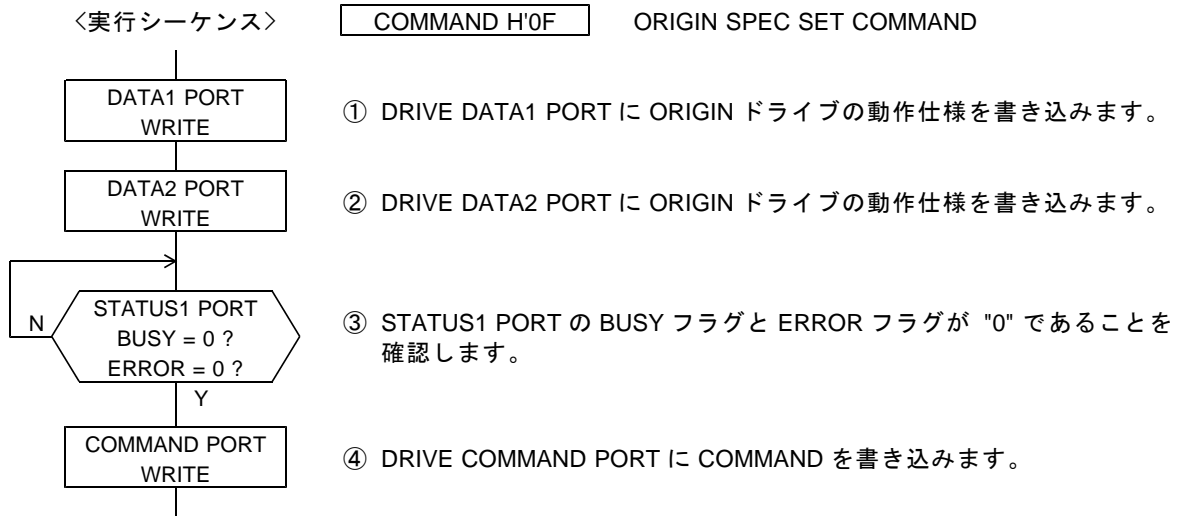 〈実行シーケンス〉 COMMAND H'0F ORIGIN SPEC SET COMMAND
DATA1 PORT
WRITE
① DRIVE DATA1 PORT に ORIGIN ドライブの動作仕様を書き込みます。
DATA2 PORT
WRITE
② DRIVE DATA2 PORT に ORIGIN ドライブの動作仕様を書き込みます。
N
STATUS1 PORT
BUSY = 0 ?
ERROR = 0 ?
Y
③ STATUS1 PORT の BUSY フラグと ERROR フラグが "0" であることを
確認します。
COMMAND PORT
WRITE
④ DRIVE COMMAND PORT に COMMAND を書き込みます。